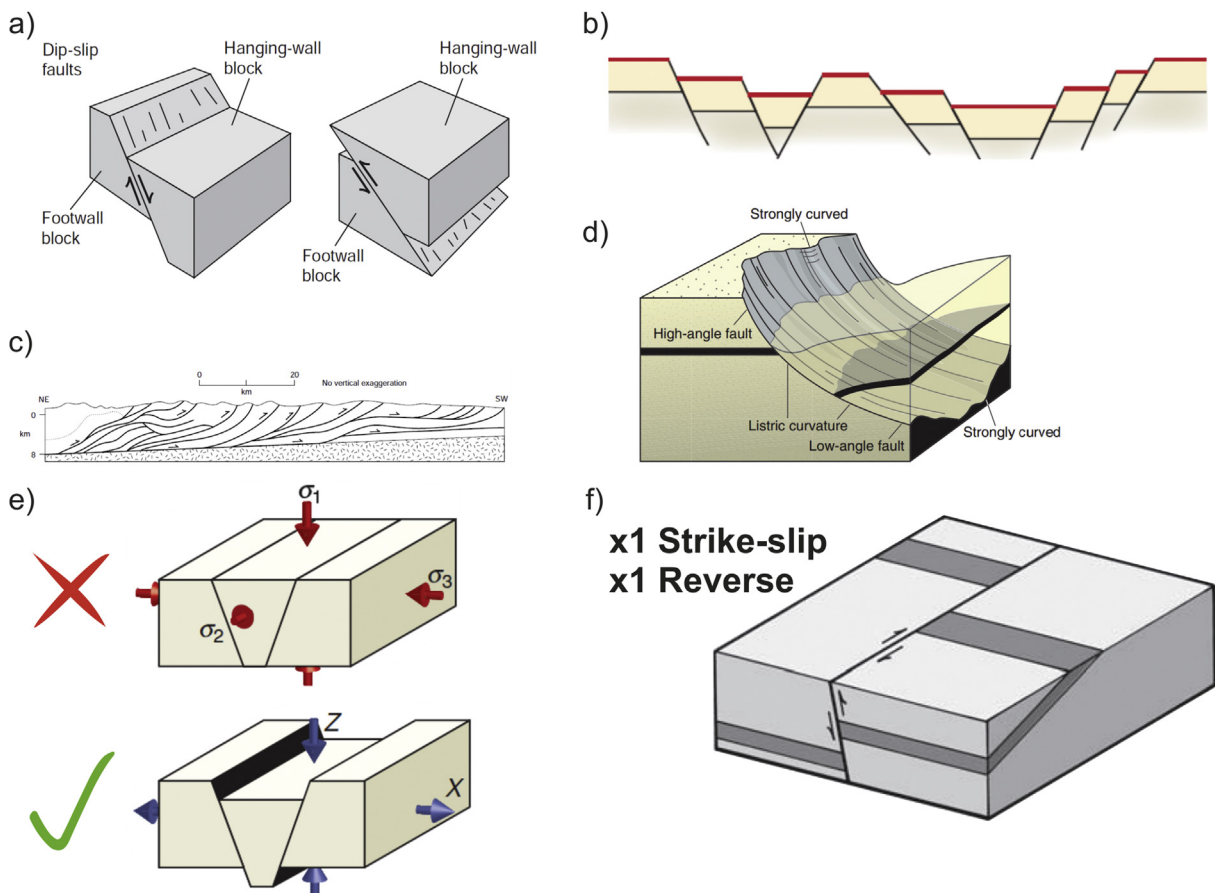 a)
Dip-slip
faults
Hanging-wall
block
Hanging-wall
block
Footwall
block
Footwall
block
b)
c)
0
20
km
No vertical exaggeration
NE
SW
0
km
8
d)
Strongly curved
High-angle fault
Listric curvature
Low-angle fault
Strongly curved
e)
σ1
σ3
σ2
Z
X
f)
x1 Strike-slip
x1 Reverse